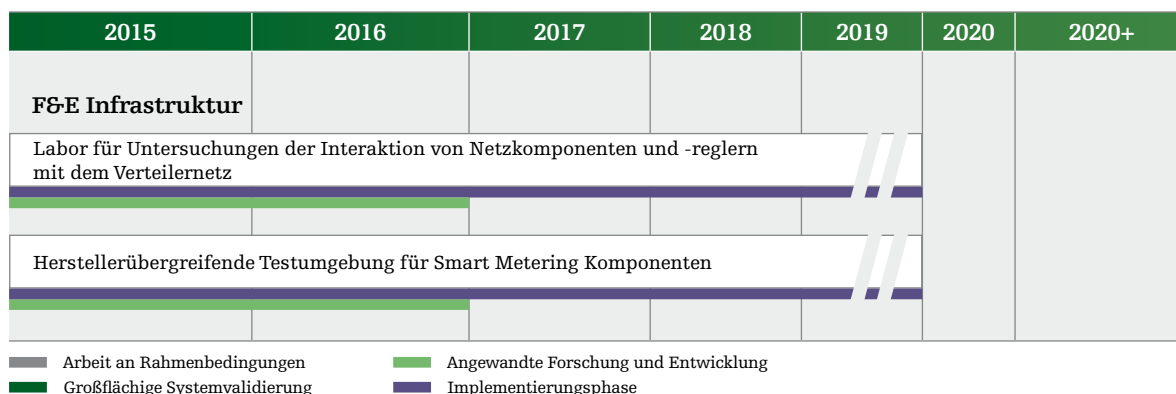 2015 2016 2017 2018 2019 2020 2020+
F&E Infrastruktur
Labor für Untersuchungen der Interaktion von Netzkomponenten und -reglern
mit dem Verteilernetz
Herstellerübergreifende Testumgebung für Smart Metering Komponenten
Arbeit an Rahmenbedingungen Angewandte Forschung und Entwicklung
Großflächige Systemvalidierung Implementierungsphase